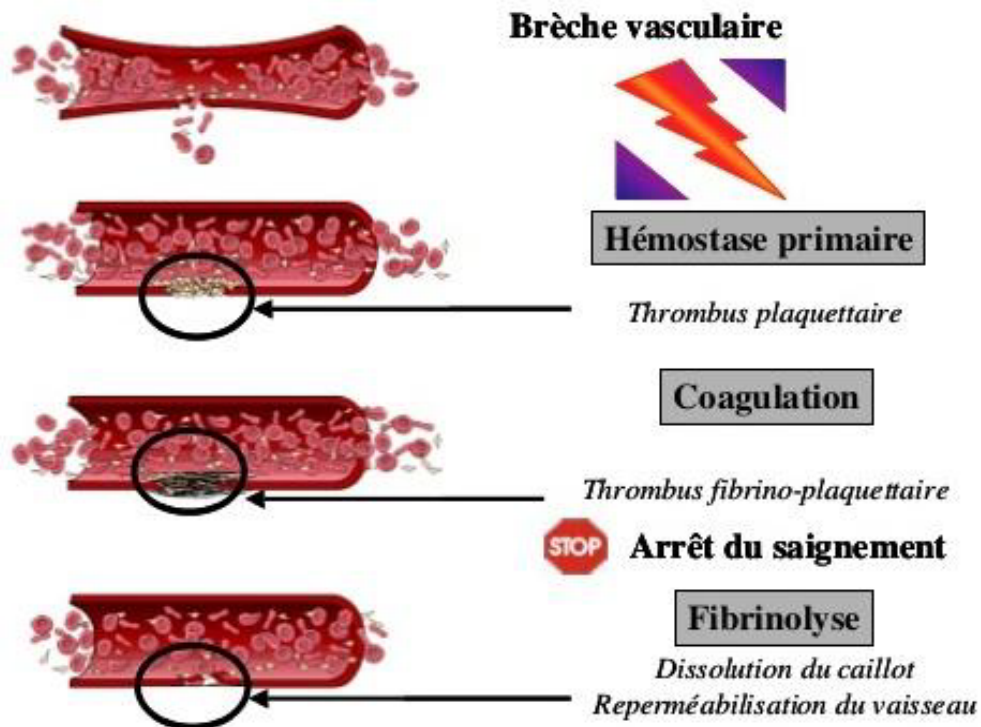 Brèche vasculaire
Hémostase primaire
Thrombus plaquettaire
Coagulation
Thrombus fibrino-plaquettaire
STOP Arrêt du saignement
Fibrinolyse
Dissolution du caillot
Reperméabilisation du vaisseau